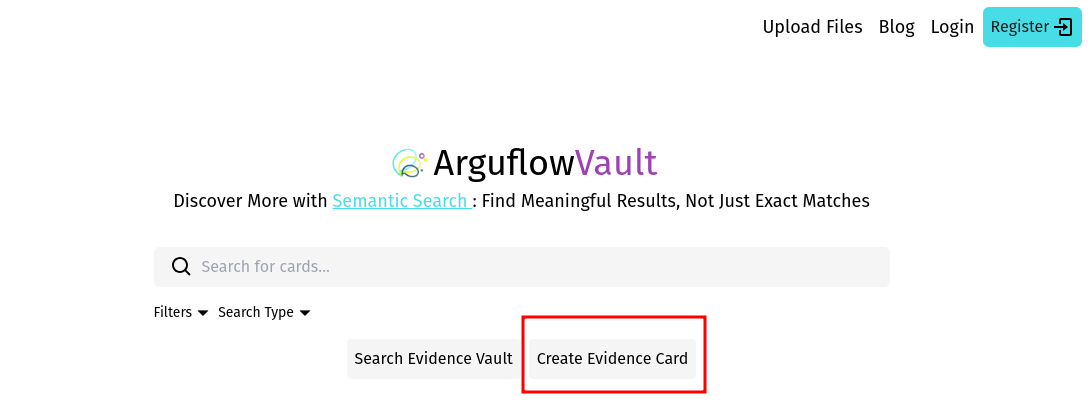 Upload Files Blog Login Register
ArguflowVault
Discover More with Semantic Search : Find Meaningful Results, Not Just Exact Matches
Search for cards...
Filters Search Type
Search Evidence Vault Create Evidence Card